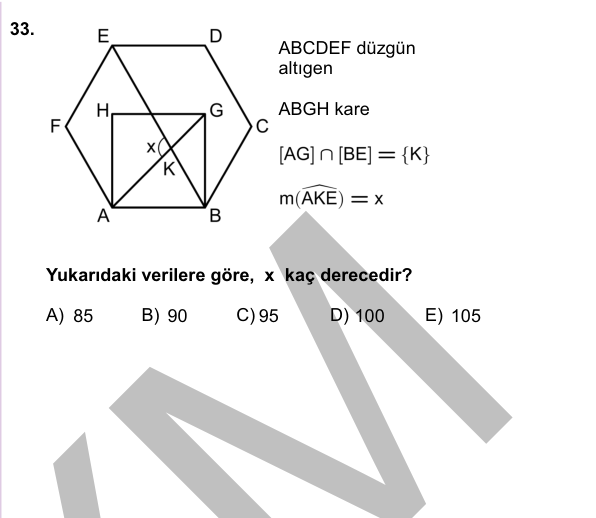 33.
E
D
ABCDEF düzgün
altıgen
H
G
ABGH kare
F
C
x
K
[AG] ∩ [BE] = {K}
m(AKE) = x
A
B
Yukarıdaki verilere göre, x kaç derecedir?
A) 85 B) 90 C) 95 D) 100 E) 105